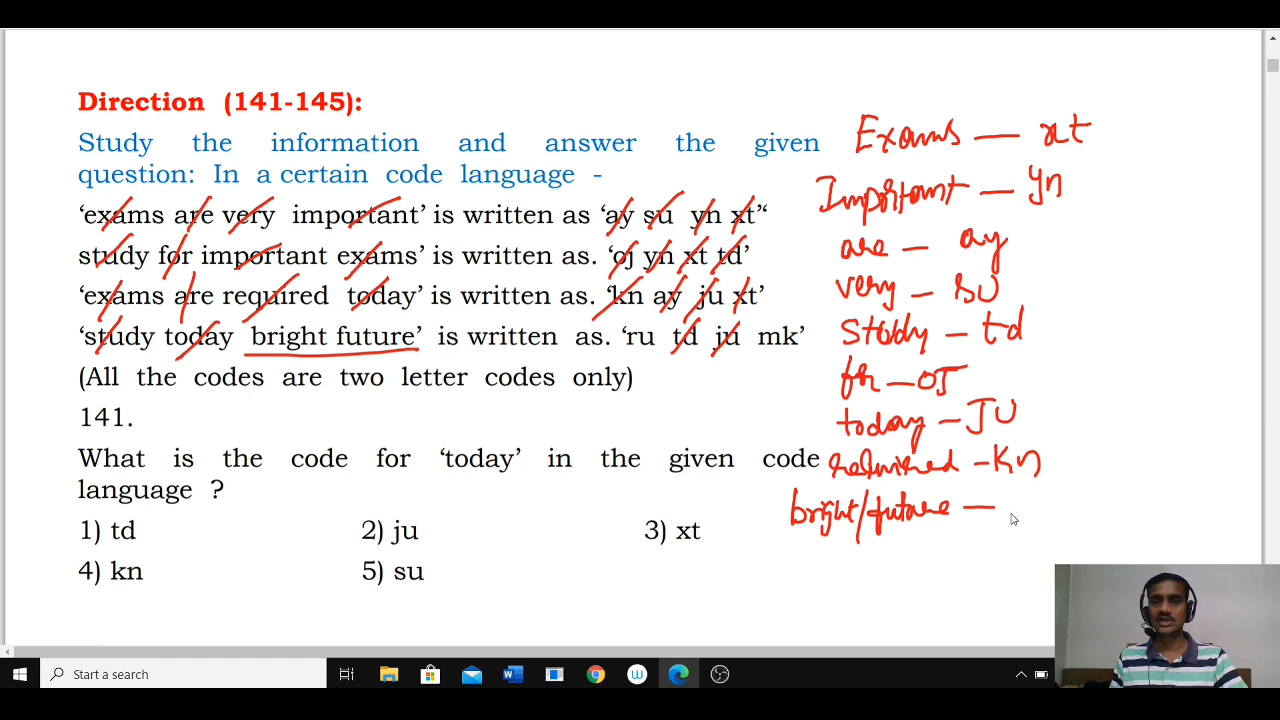 Direction (141-145):
Study the information and answer the given
question: In a certain code language -
‘exams are very important’ is written as ‘ay su yn xt“
study for important exams’ is written as. ‘oj yn xt td’
‘exams are required today’ is written as. ‘kn ay ju xt’
‘study today bright future’ is written as. ‘ru td ju mk’
(All the codes are two letter codes only)
141.
What is the code for ‘today’ in the given code
language ?
1) td 2) ju 3) xt
4) kn 5) su
Exams — xt
Important — yn
are — ay
very — SU
Study — td
for — OJ
today — JU
required - Kn
bright/future —
Start a search